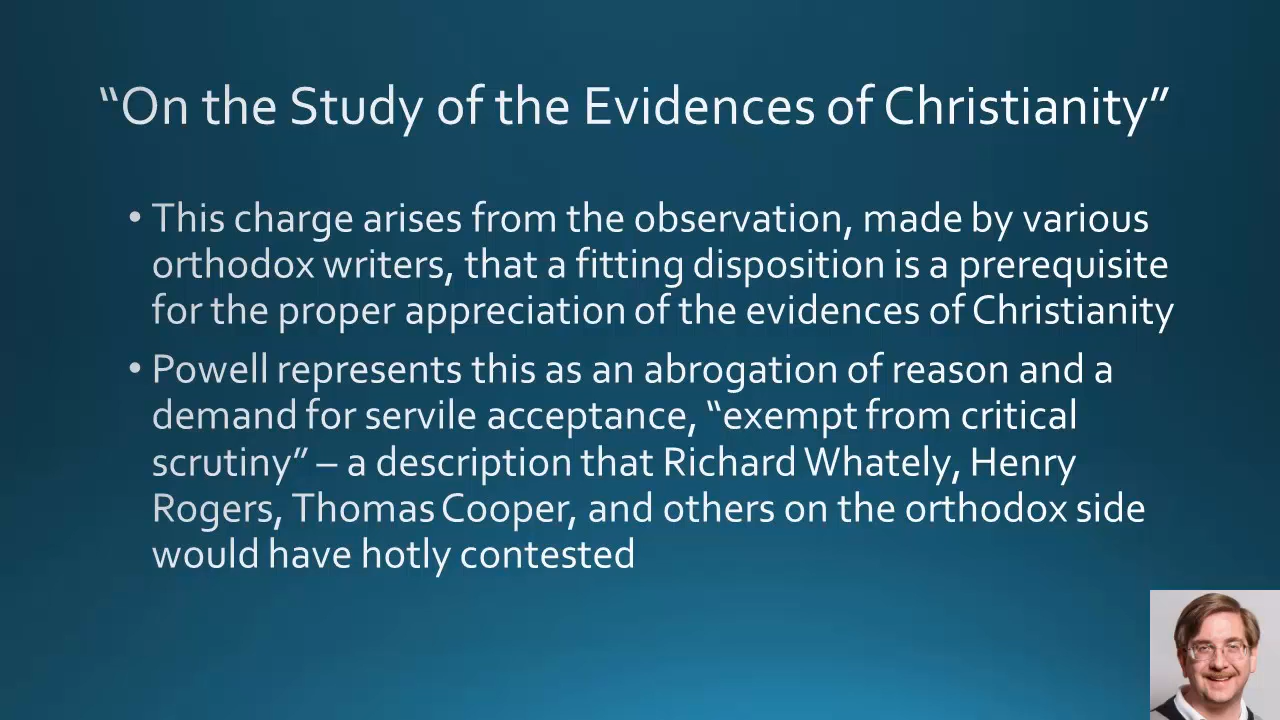 “On the Study of the Evidences of Christianity”
• This charge arises from the observation, made by various
orthodox writers, that a fitting disposition is a prerequisite
for the proper appreciation of the evidences of Christianity
• Powell represents this as an abrogation of reason and a
demand for servile acceptance, “exempt from critical
scrutiny” – a description that Richard Whately, Henry
Rogers, Thomas Cooper, and others on the orthodox side
would have hotly contested